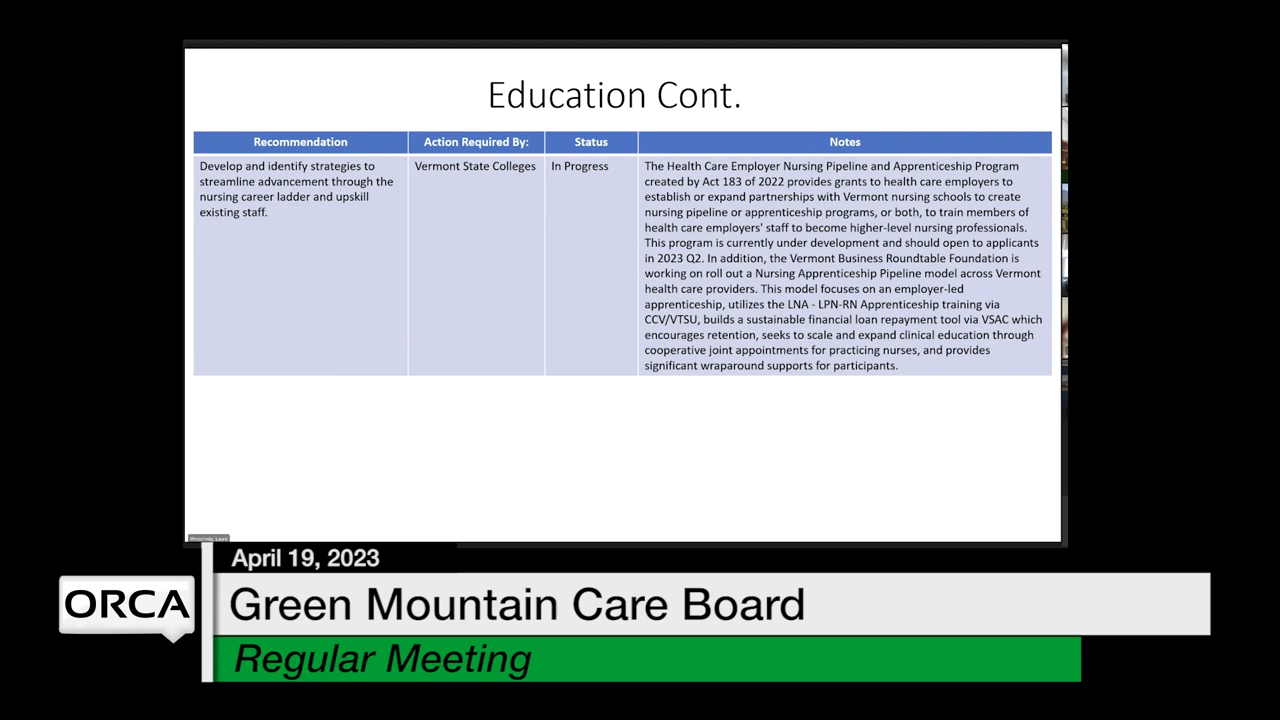 Education Cont.
Recommendation
Action Required By:
Status
Notes
Develop and identify strategies to
streamline advancement through the
nursing career ladder and upskill
existing staff.
Vermont State Colleges
In Progress
The Health Care Employer Nursing Pipeline and Apprenticeship Program
created by Act 183 of 2022 provides grants to health care employers to
establish or expand partnerships with Vermont nursing schools to create
nursing pipeline or apprenticeship programs, or both, to train members of
health care employers' staff to become higher-level nursing professionals.
This program is currently under development and should open to applicants
in 2023 Q2. In addition, the Vermont Business Roundtable Foundation is
working on roll out a Nursing Apprenticeship Pipeline model across Vermont
health care providers. This model focuses on an employer-led
apprenticeship, utilizes the LNA - LPN-RN Apprenticeship training via
CCV/VTSU, builds a sustainable financial loan repayment tool via VSAC which
encourages retention, seeks to scale and expand clinical education through
cooperative joint appointments for practicing nurses, and provides
significant wraparound supports for participants.
April 19, 2023
ORCA
Green Mountain Care Board
Regular Meeting